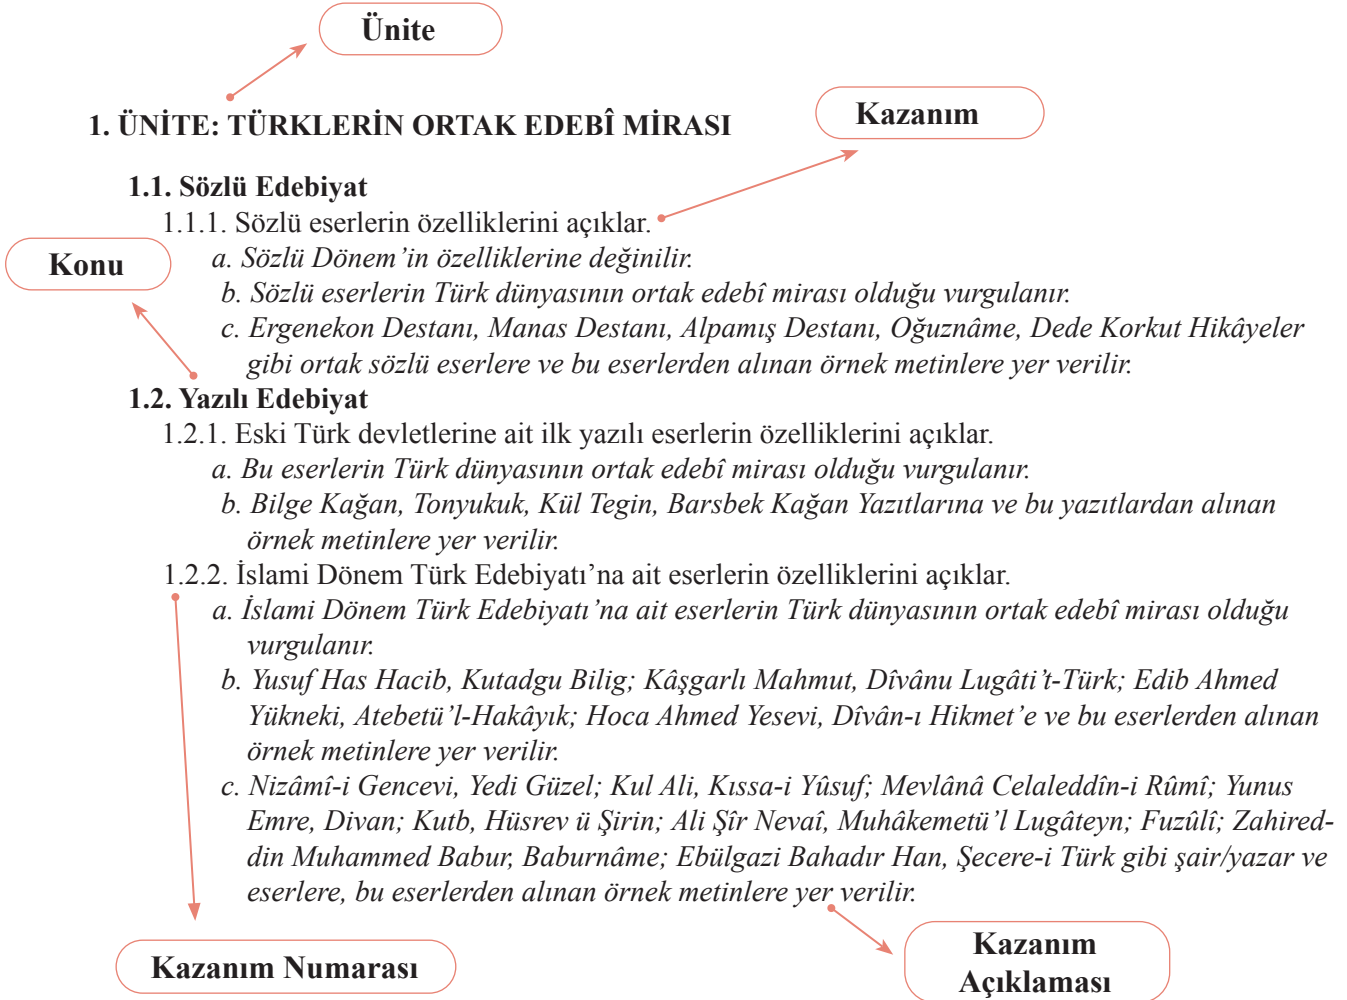 Ünite
1. ÜNİTE: TÜRKLERİN ORTAK EDEBÎ MİRASI
Kazanım
1.1. Sözlü Edebiyat
1.1.1. Sözlü eserlerin özelliklerini açıklar.
Konu
a. Sözlü Dönem’in özelliklerine değinilir.
b. Sözlü eserlerin Türk dünyasının ortak edebî mirası olduğu vurgulanır.
c. Ergenekon Destanı, Manas Destanı, Alpamış Destanı, Oğuznâme, Dede Korkut Hikâyeler
gibi ortak sözlü eserlere ve bu eserlerden alınan örnek metinlere yer verilir.
1.2. Yazılı Edebiyat
1.2.1. Eski Türk devletlerine ait ilk yazılı eserlerin özelliklerini açıklar.
a. Bu eserlerin Türk dünyasının ortak edebî mirası olduğu vurgulanır.
b. Bilge Kağan, Tonyukuk, Kül Tegin, Barsbek Kağan Yazıtlarına ve bu yazıtlardan alınan
örnek metinlere yer verilir.
1.2.2. İslami Dönem Türk Edebiyatı’na ait eserlerin özelliklerini açıklar.
a. İslami Dönem Türk Edebiyatı’na ait eserlerin Türk dünyasının ortak edebî mirası olduğu
vurgulanır.
b. Yusuf Has Hacib, Kutadgu Bilig; Kâşgarlı Mahmut, Dîvânu Lugâti’t-Türk; Edib Ahmed
Yükneki, Atebetü’l-Hakâyık; Hoca Ahmed Yesevi, Dîvân-ı Hikmet’e ve bu eserlerden alınan
örnek metinlere yer verilir.
c. Nizâmî-i Gencevi, Yedi Güzel; Kul Ali, Kıssa-i Yûsuf; Mevlânâ Celaleddîn-i Rûmî; Yunus
Emre, Divan; Kutb, Hüsrev ü Şirin; Ali Şîr Nevaî, Muhâkemetü’l Lugâteyn; Fuzûlî; Zahired-
din Muhammed Babur, Baburnâme; Ebülgazi Bahadır Han, Şecere-i Türk gibi şair/yazar ve
eserlere, bu eserlerden alınan örnek metinlere yer verilir.
Kazanım Numarası
Kazanım
Açıklaması